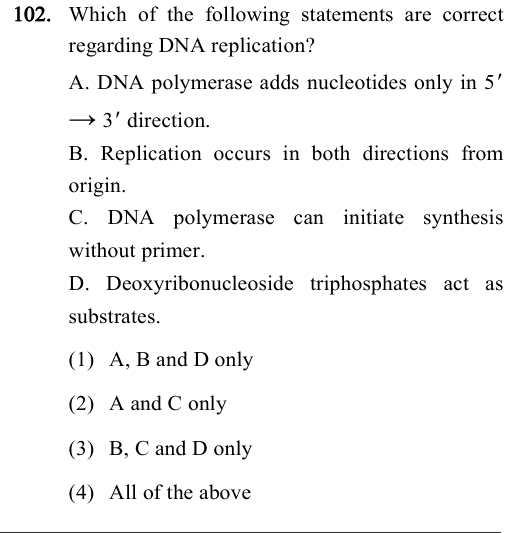 102. Which of the following statements are correct
regarding DNA replication?
A. DNA polymerase adds nucleotides only in 5′
→ 3′ direction.
B. Replication occurs in both directions from
origin.
C. DNA polymerase can initiate synthesis
without primer.
D. Deoxyribonucleoside triphosphates act as
substrates.
(1) A, B and D only
(2) A and C only
(3) B, C and D only
(4) All of the above